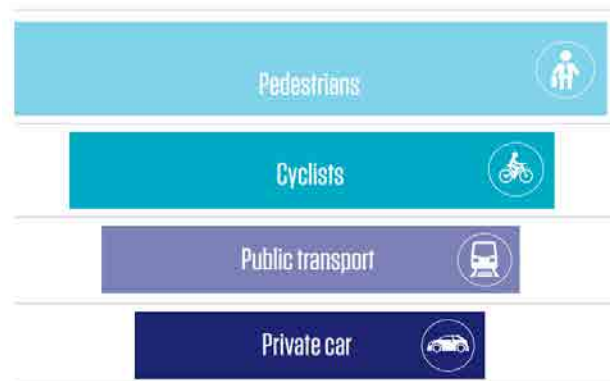 Pedestrians
Cyclists
Public transport
Private car